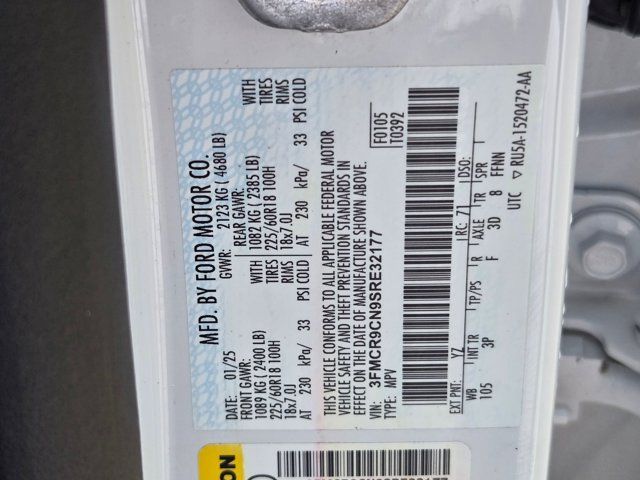 MFD. BY FORD MOTOR CO.
DATE: 01/25 GVWR: 2123 KG ( 4680 LB)
FRONT GAWR: REAR GAWR:
1089 KG ( 2400 LB) WITH 1082 KG ( 2385 LB) WITH
225/60R18 100H TIRES 225/60R18 100H TIRES
18x7.0J RIMS 18x7.0J RIMS
AT 230 kPa/ 33 PSI COLD AT 230 kPa/ 33 PSI COLD
THIS VEHICLE CONFORMS TO ALL APPLICABLE FEDERAL MOTOR
VEHICLE SAFETY AND THEFT PREVENTION STANDARDS IN
EFFECT ON THE DATE OF MANUFACTURE SHOWN ABOVE.
VIN: 3FMCR9CN9SRE32177 F0105
TYPE: MPV T0392
EXT PNT: YZ RC: 71 DSO:
WB INT TR TP/PS R AXLE TR SPR
105 3P F 3D 8 FFNN
UTC ▽ RU5A-1520472-AA